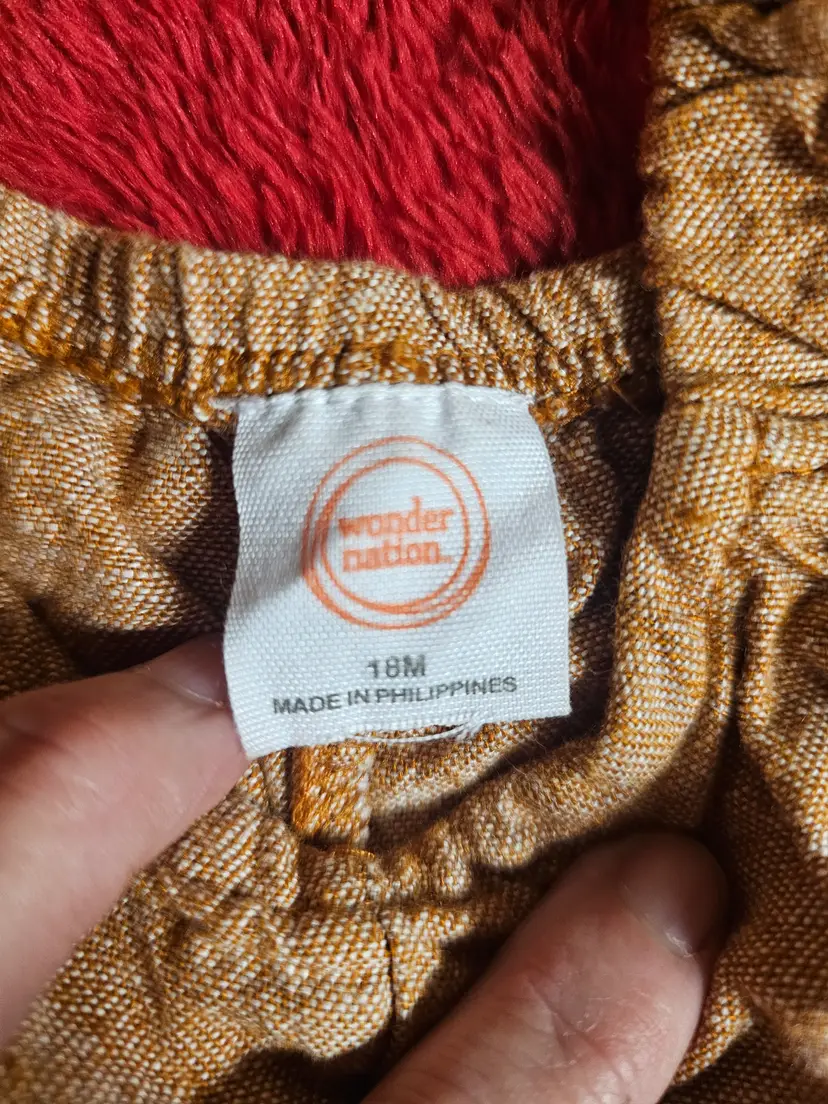 wonder
nation.
18M
MADE IN PHILIPPINES